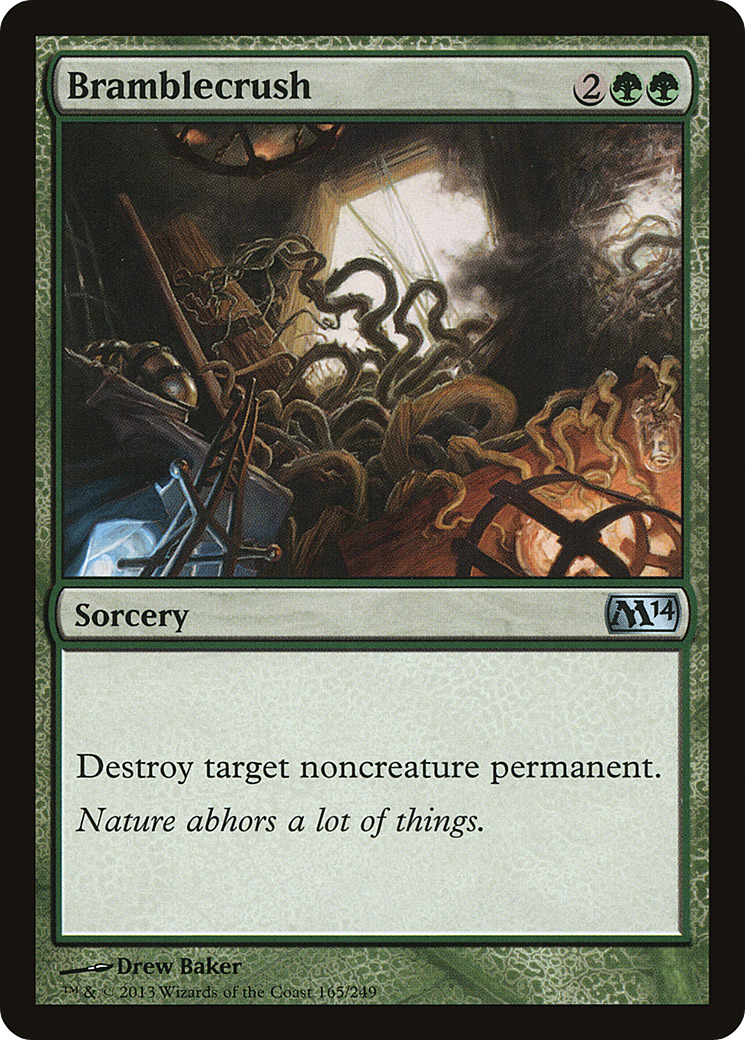 Bramblecrush 2
Sorcery M14
Destroy target noncreature permanent.
Nature abhors a lot of things.
Drew Baker
™ & © 2013 Wizards of the Coast 165/249